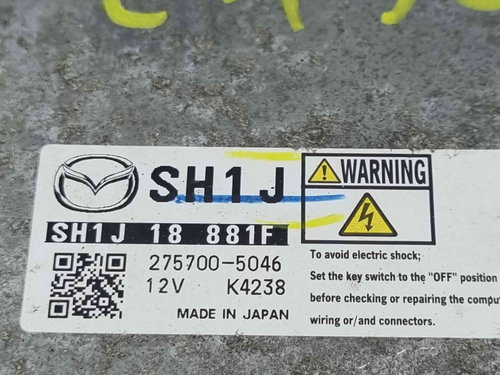 SH1J
WARNING
SH1J 18 881F
275700-5046
12V K4238
MADE IN JAPAN
To avoid electric shock;
Set the key switch to the "OFF" position
before checking or repairing the compu
wiring or/and connectors.